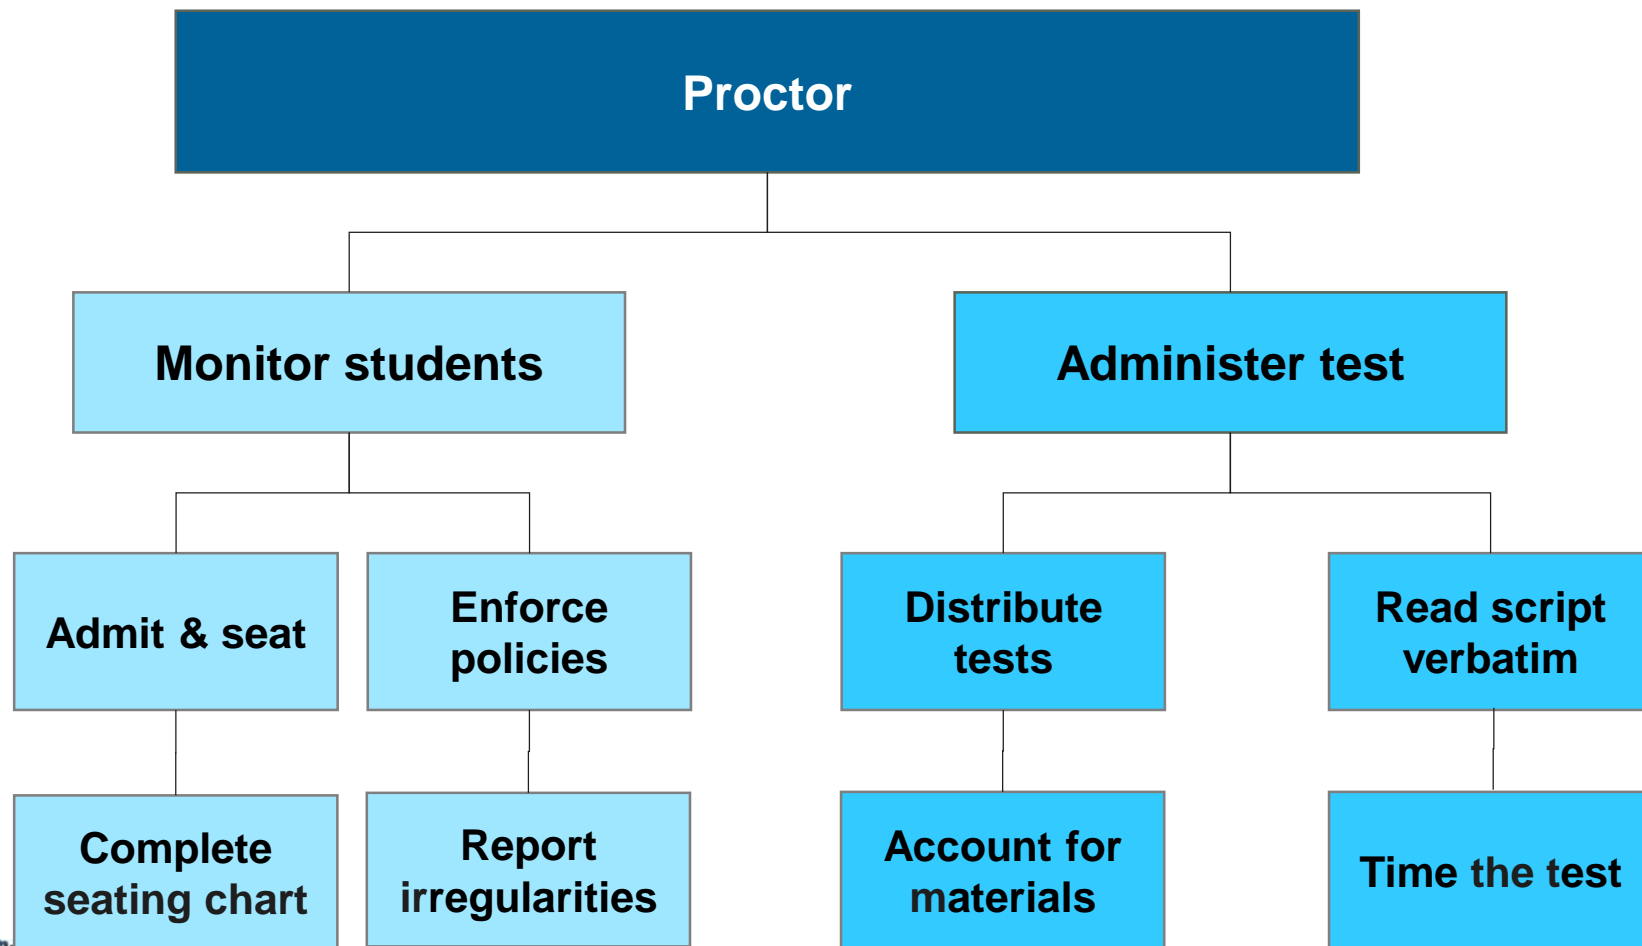 Proctor
Monitor students
Administer test
Admit & seat
Enforce
policies
Distribute
tests
Read script
verbatim
Complete
seating chart
Report
irregularities
Account for
materials
Time the test